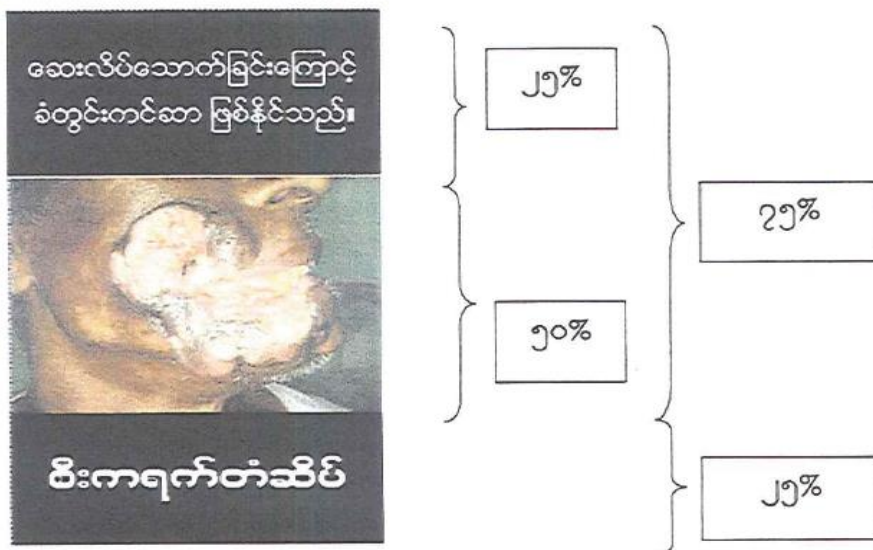 ဆေးလိပ်သောက်ခြင်းကြောင့်
ခံတွင်းကင်ဆာ ဖြစ်နိုင်သည်။
စီးကရက်တံဆိပ်
၂၅%
၅၀%
၇၅%
၂၅%